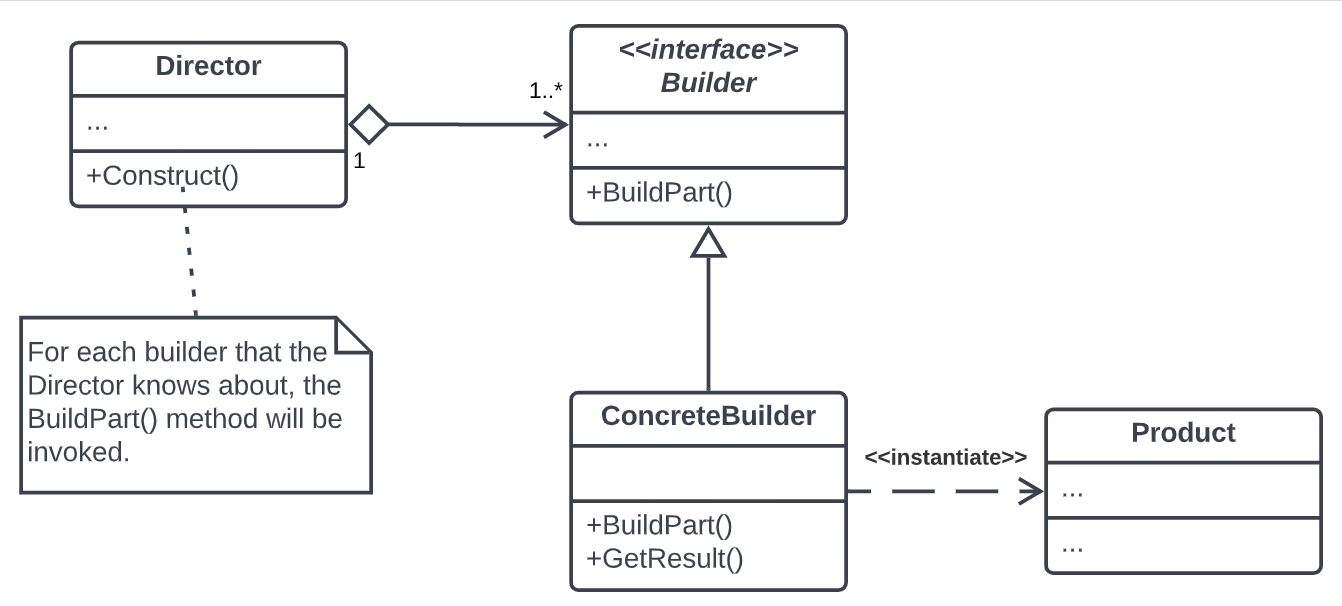 Director
...
+Construct()
1
1..*
<<interface>>
Builder
...
+BuildPart()
For each builder that the
Director knows about, the
BuildPart() method will be
invoked.
ConcreteBuilder
+BuildPart()
+GetResult()
<<instantiate>>
Product
...
...